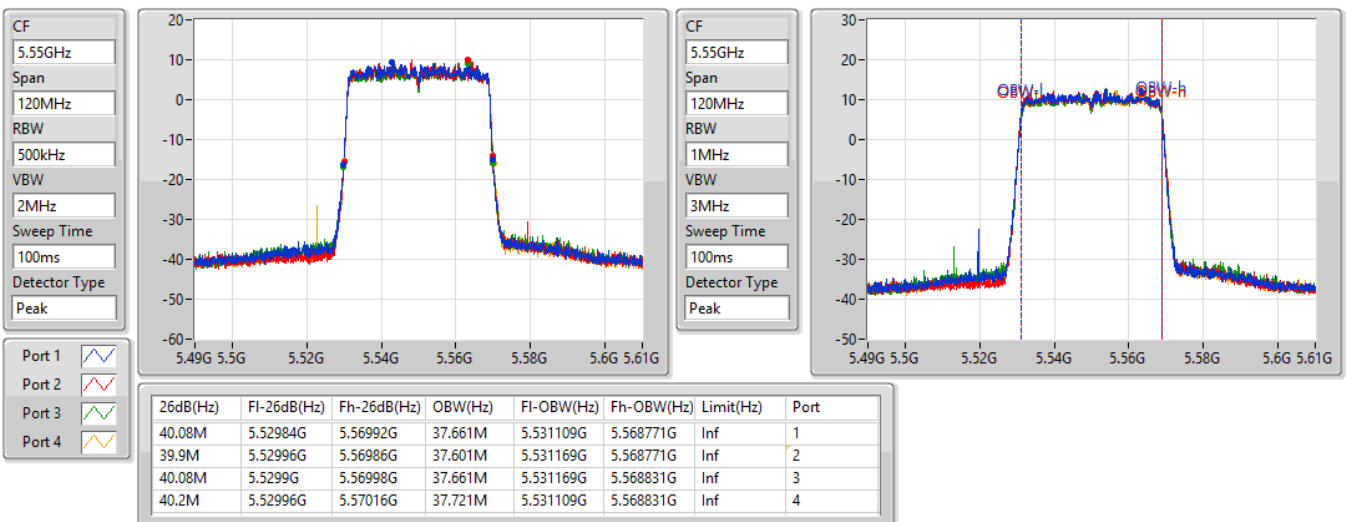 CF
5.55GHz
Span
120MHz
RBW
500kHz
VBW
2MHz
Sweep Time
100ms
Detector Type
Peak
20
10
0
-10
-20
-30
-40
-50
-60
5.49G 5.5G 5.52G 5.54G 5.56G 5.58G 5.6G 5.61G
CF
5.55GHz
Span
120MHz
RBW
1MHz
VBW
3MHz
Sweep Time
100ms
Detector Type
Peak
30
20
10
0
-10
-20
-30
-40
-50
OBW-l
OBW-h
5.49G 5.5G 5.52G 5.54G 5.56G 5.58G 5.6G 5.61G
Port 1
Port 2
Port 3
Port 4
26dB(Hz) Fl-26dB(Hz) Fh-26dB(Hz) OBW(Hz) Fl-OBW(Hz) Fh-OBW(Hz) Limit(Hz) Port
40.08M 5.52984G 5.56992G 37.661M 5.531109G 5.568771G Inf 1
39.9M 5.52996G 5.56986G 37.601M 5.531169G 5.568771G Inf 2
40.08M 5.5299G 5.56998G 37.661M 5.531169G 5.568831G Inf 3
40.2M 5.52996G 5.57016G 37.721M 5.531109G 5.568831G Inf 4